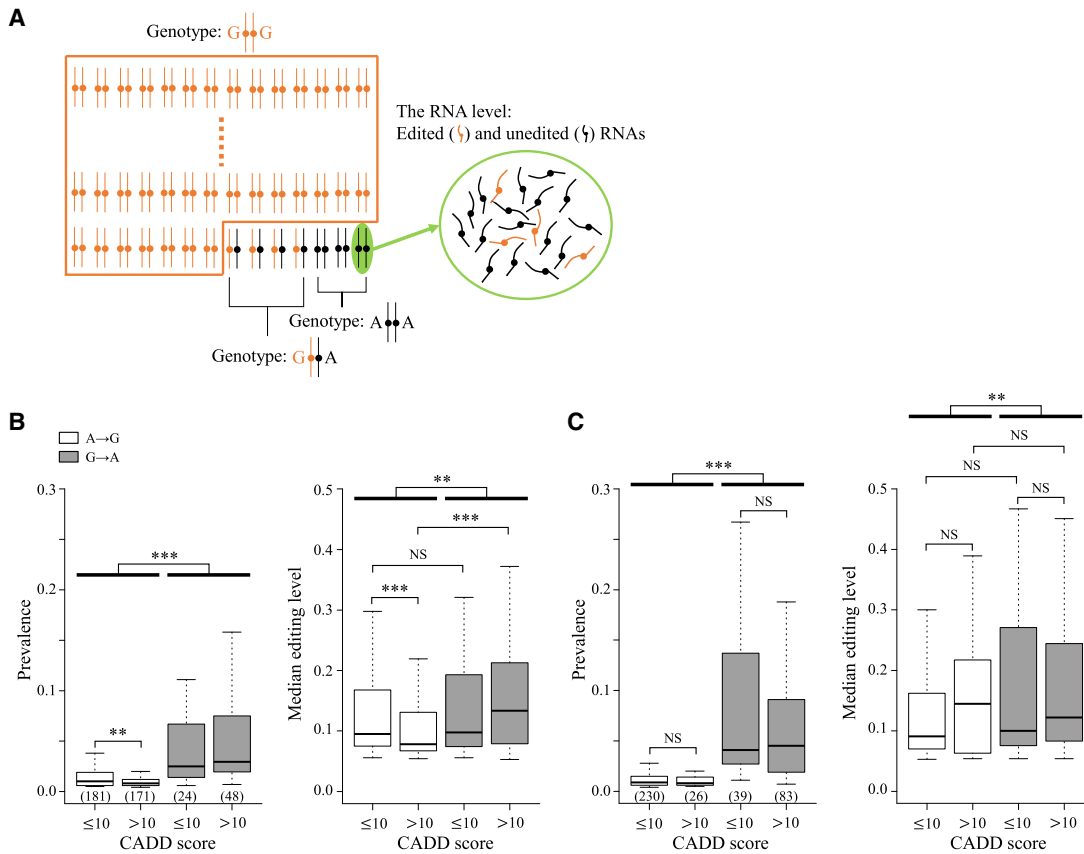 A
Genotype: G G
The RNA level:
Edited ( ) and unedited ( ) RNAs
Genotype: A A
Genotype: G A
B
A→G
G→A
Prevalence
0.3
0.2
0.1
0.0
***
**
(181) (171) (24) (48)
≤10 >10 ≤10 >10
CADD score
Median editing level
0.5
0.4
0.3
0.2
0.1
0.0
**
***
NS
***
≤10 >10 ≤10 >10
CADD score
C
Prevalence
0.3
0.2
0.1
0.0
***
NS
NS
(230) (26) (39) (83)
≤10 >10 ≤10 >10
CADD score
Median editing level
0.5
0.4
0.3
0.2
0.1
0.0
**
NS
NS
NS
NS
≤10 >10 ≤10 >10
CADD score